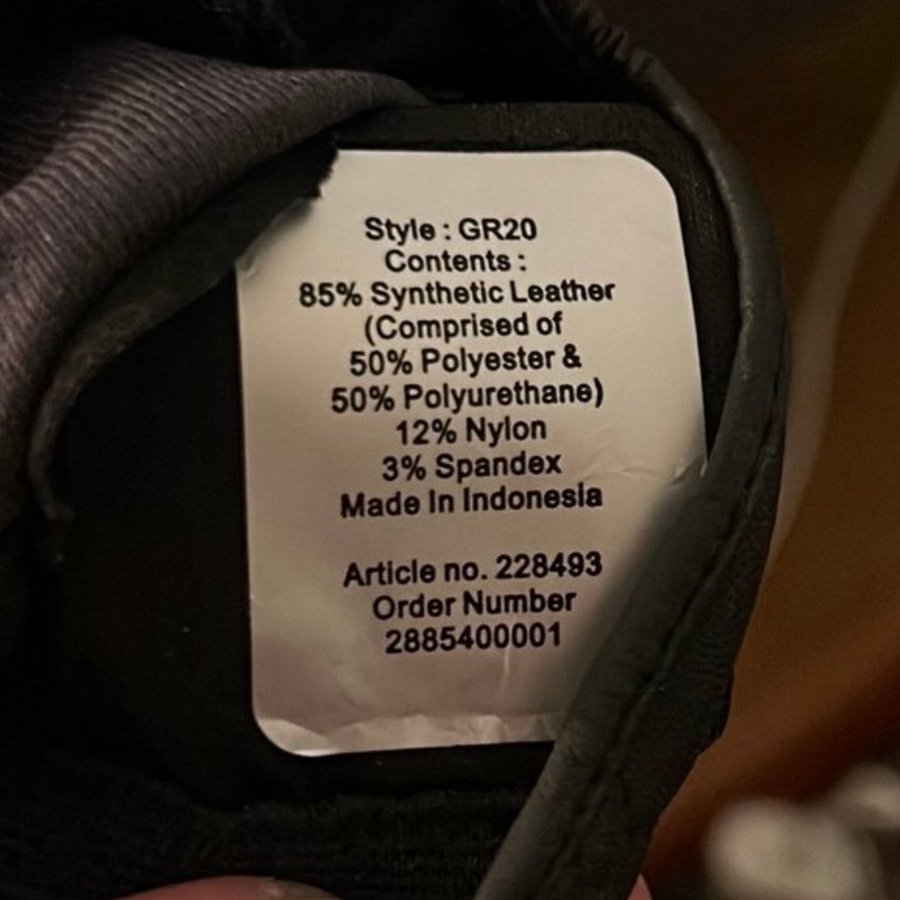 Style : GR20
Contents :
85% Synthetic Leather
(Comprised of
50% Polyester &
50% Polyurethane)
12% Nylon
3% Spandex
Made In Indonesia
Article no. 228493
Order Number
2885400001